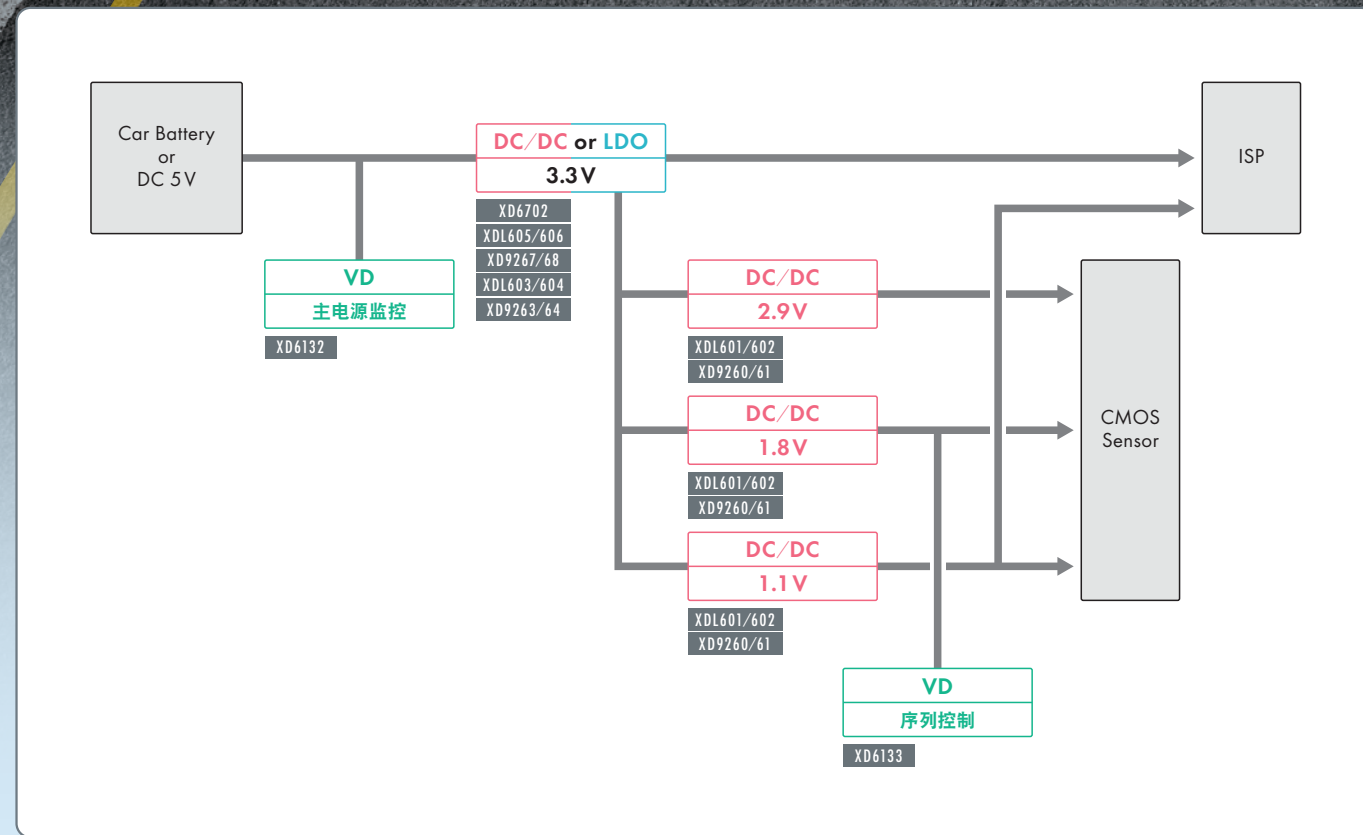 Car Battery
or
DC 5V
DC/DC or LDO
3.3V
XD6702
XDL605/606
XD9267/68
XDL603/604
XD9263/64
ISP
VD
主电源监控
XD6132
DC/DC
2.9V
XDL601/602
XD9260/61
DC/DC
1.8V
XDL601/602
XD9260/61
CMOS
Sensor
DC/DC
1.1V
XDL601/602
XD9260/61
VD
序列控制
XD6133